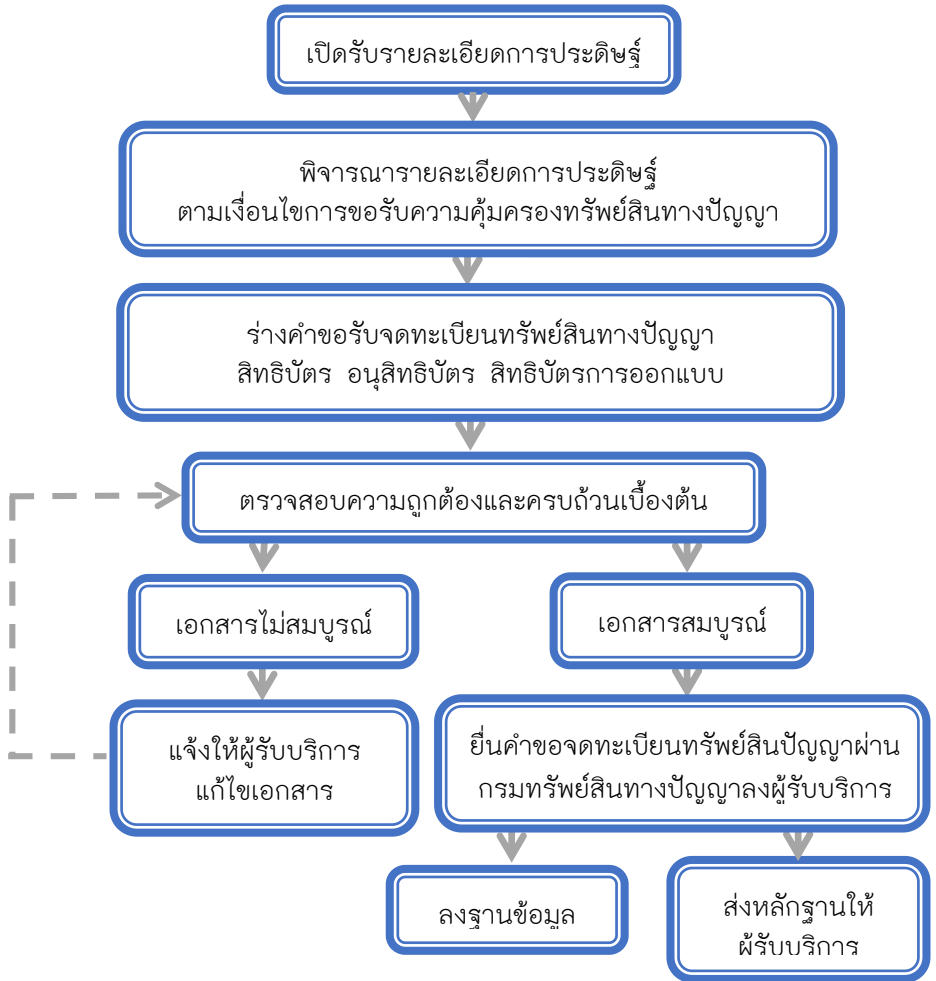 เปิดรับรายละเอียดการประดิษฐ์
พิจารณารายละเอียดการประดิษฐ์
ตามเงื่อนไขการขอรับความคุ้มครองทรัพย์สินทางปัญญา
ร่างคำขอรับจดทะเบียนทรัพย์สินทางปัญญา
สิทธิบัตร อนุสิทธิบัตร สิทธิบัตรการออกแบบ
ตรวจสอบความถูกต้องและครบถ้วนเบื้องต้น
เอกสารไม่สมบูรณ์
เอกสารสมบูรณ์
แจ้งให้ผู้รับบริการ
แก้ไขเอกสาร
ยื่นคำขอจดทะเบียนทรัพย์สินปัญญาผ่าน
กรมทรัพย์สินทางปัญญาลงผู้รับบริการ
ลงฐานข้อมูล
ส่งหลักฐานให้
ผู้รับบริการ